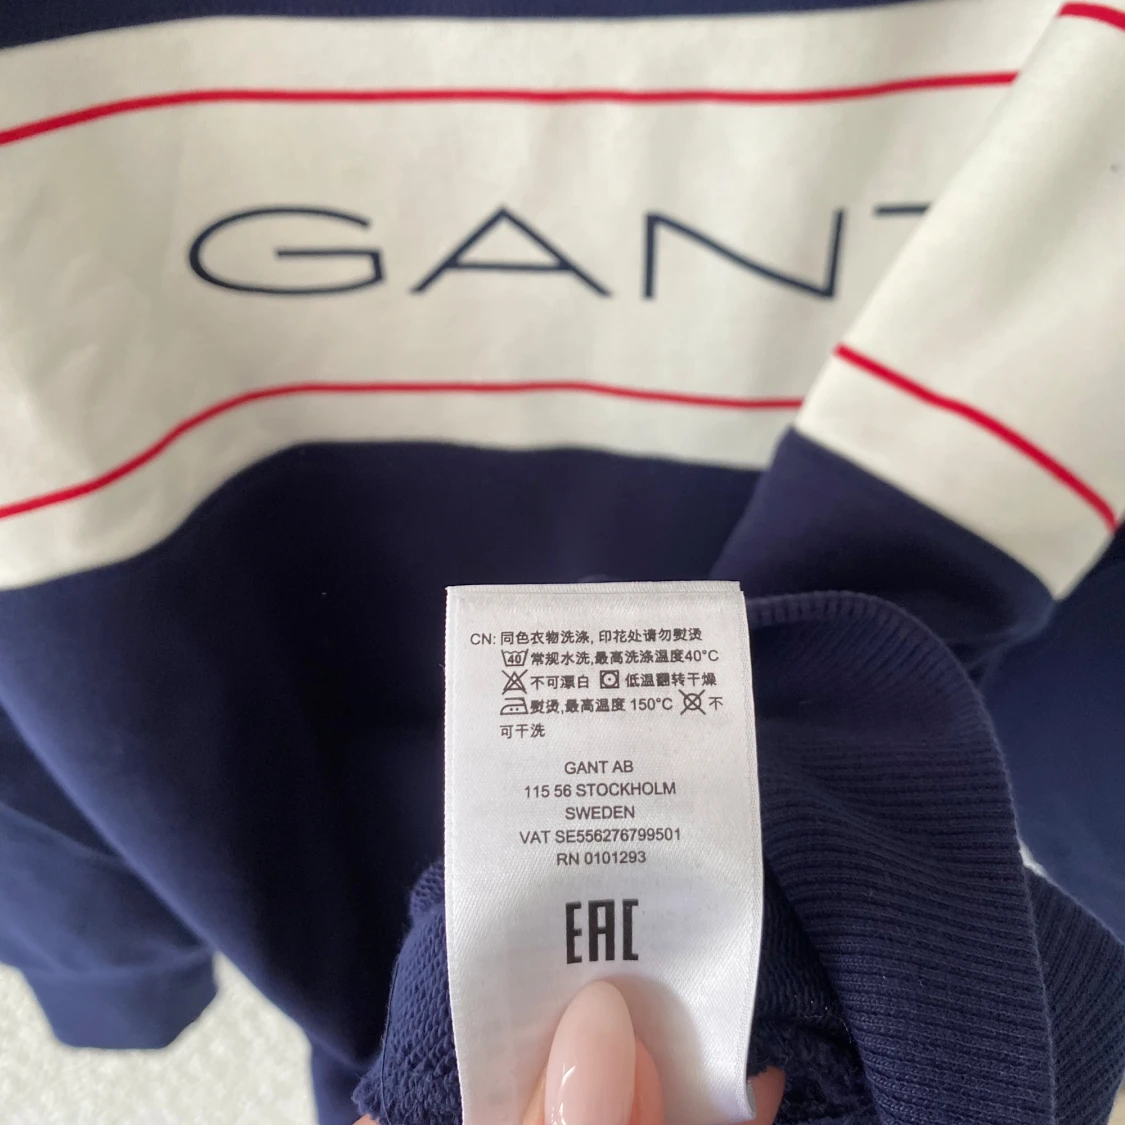 GANT
CN: 同色衣物洗涤, 印花处请勿熨烫
40 常规水洗,最高洗涤温度40°C
不可漂白 低温翻转干燥
熨烫,最高温度 150°C 不
可干洗
GANT AB
115 56 STOCKHOLM
SWEDEN
VAT SE556276799501
RN 0101293
EAC